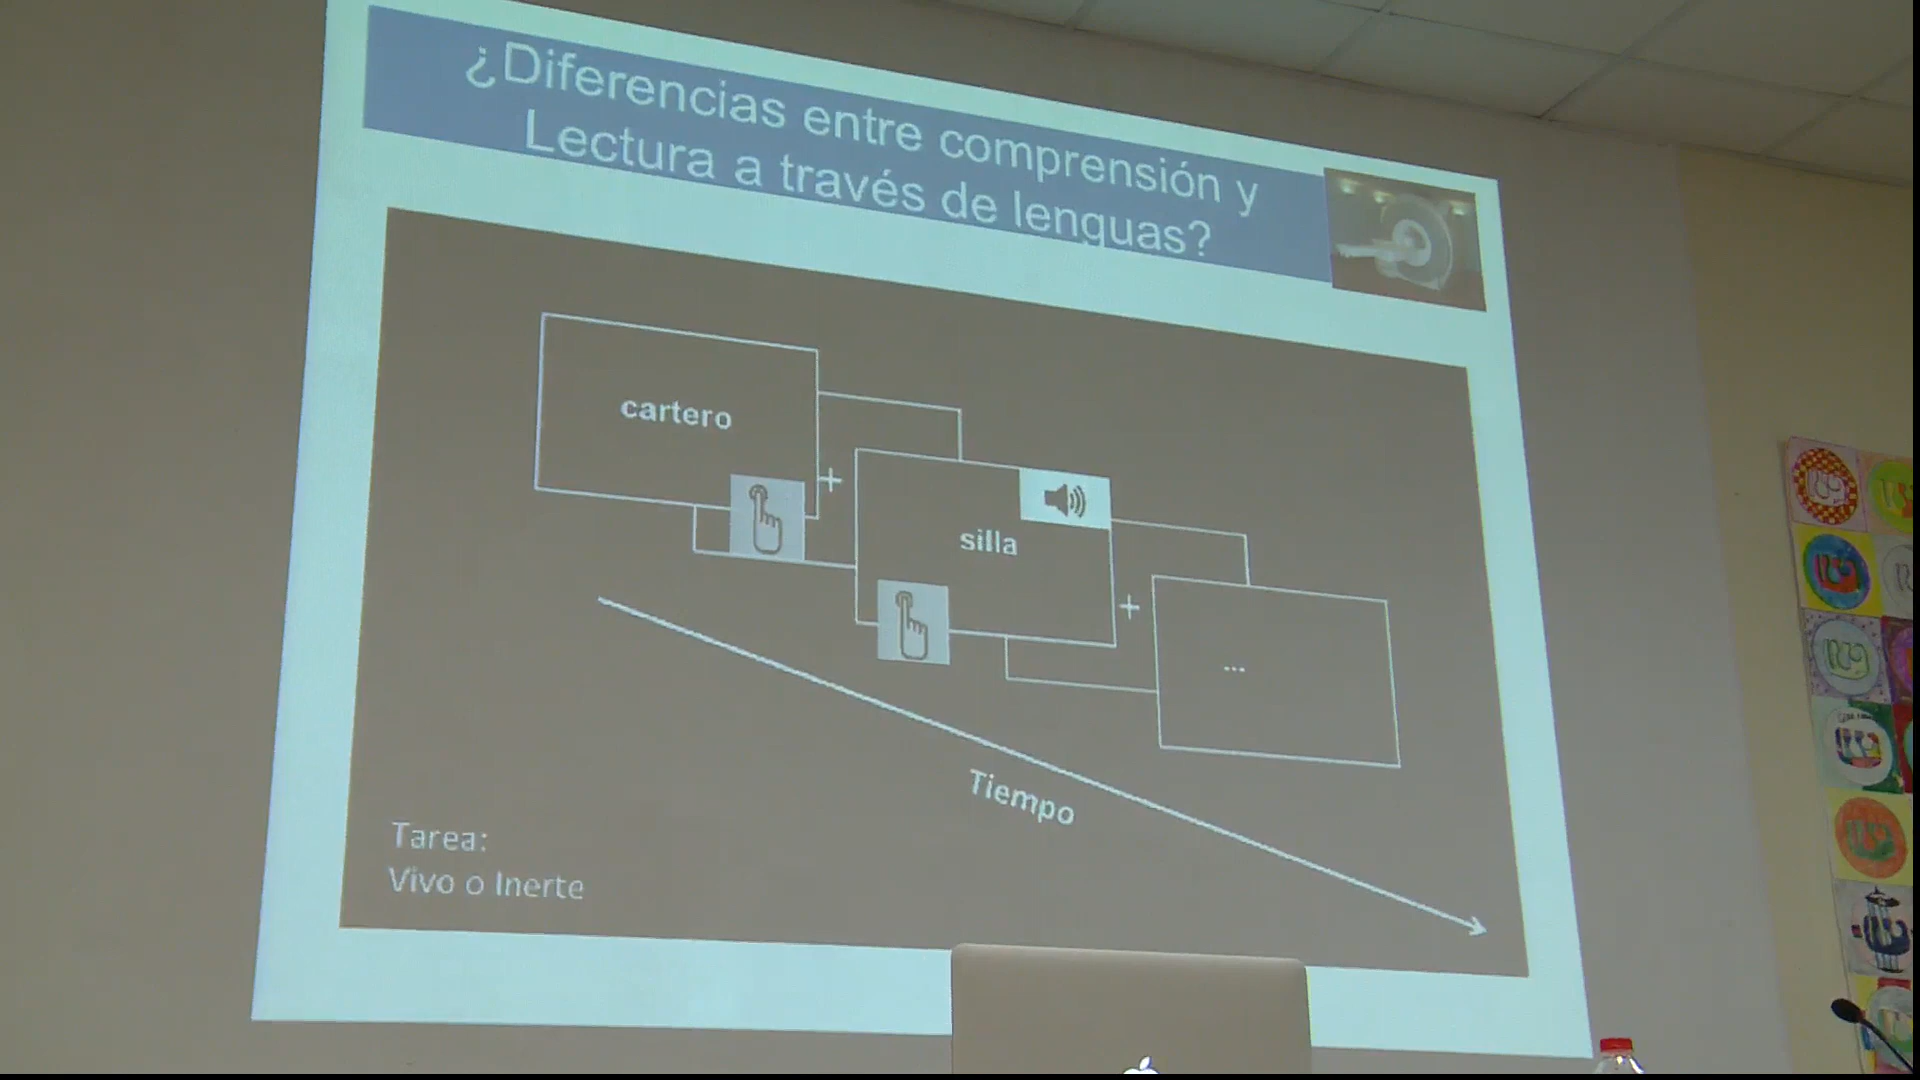 ¿Diferencias entre comprensión y
Lectura a través de lenguas?
cartero
+
silla
+
...
Tiempo
Tarea:
Vivo o Inerte